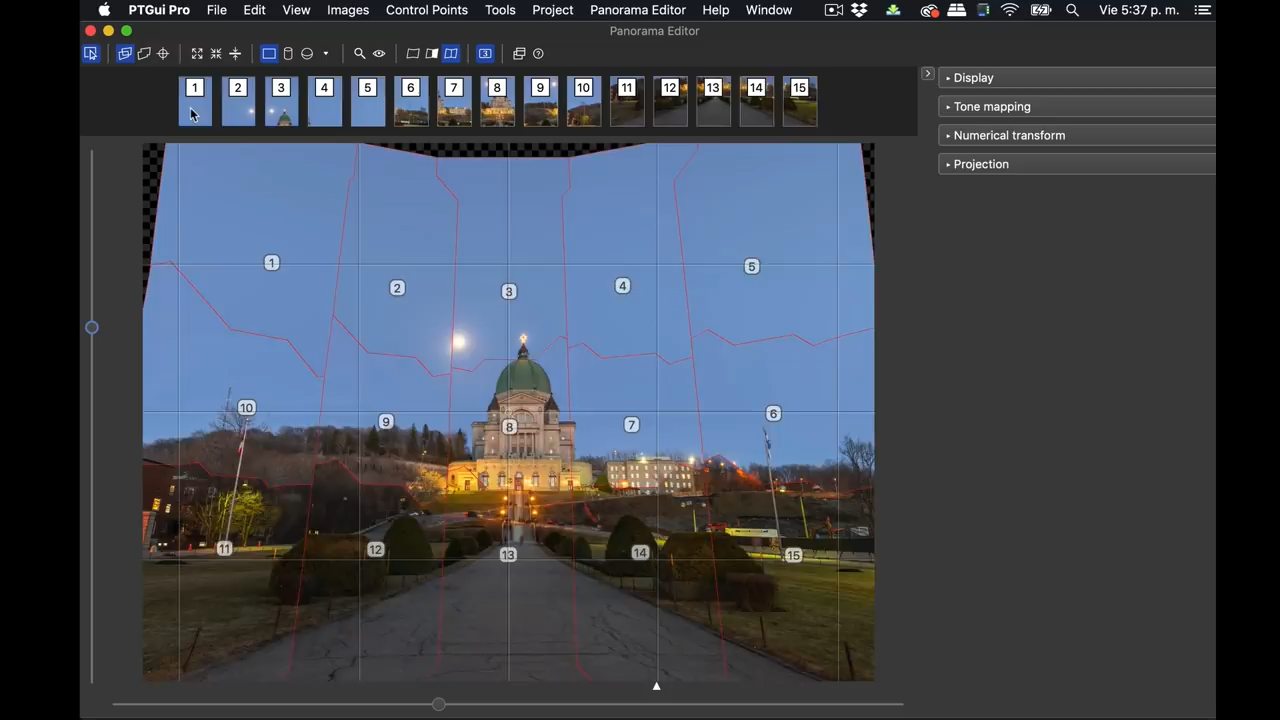 PTGui Pro File Edit View Images Control Points Tools Project Panorama Editor Help Window Vie 5:37 p. m.
Panorama Editor
1 2 3 4 5 6 7 8 9 10 11 12 13 14 15
Display
Tone mapping
Numerical transform
Projection
1 2 3 4 5
10 9 8 7 6
11 12 13 14 15